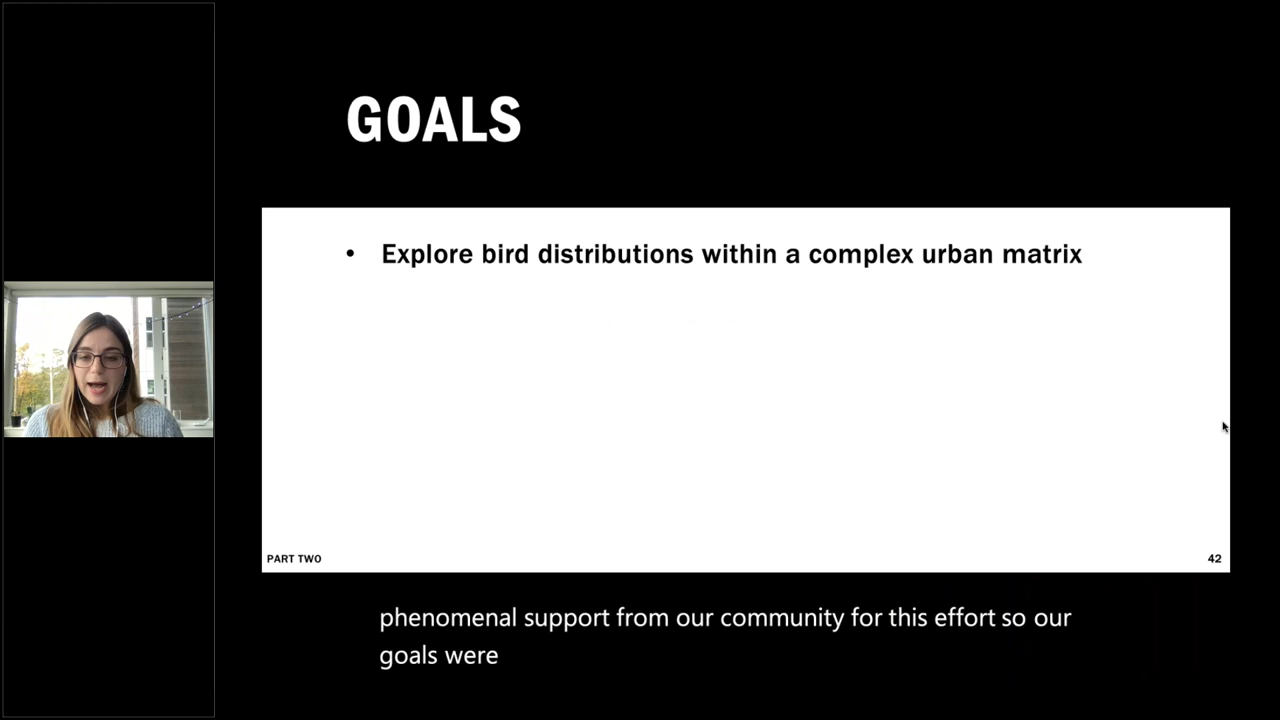 GOALS
• Explore bird distributions within a complex urban matrix
PART TWO
42
phenomenal support from our community for this effort so our
goals were